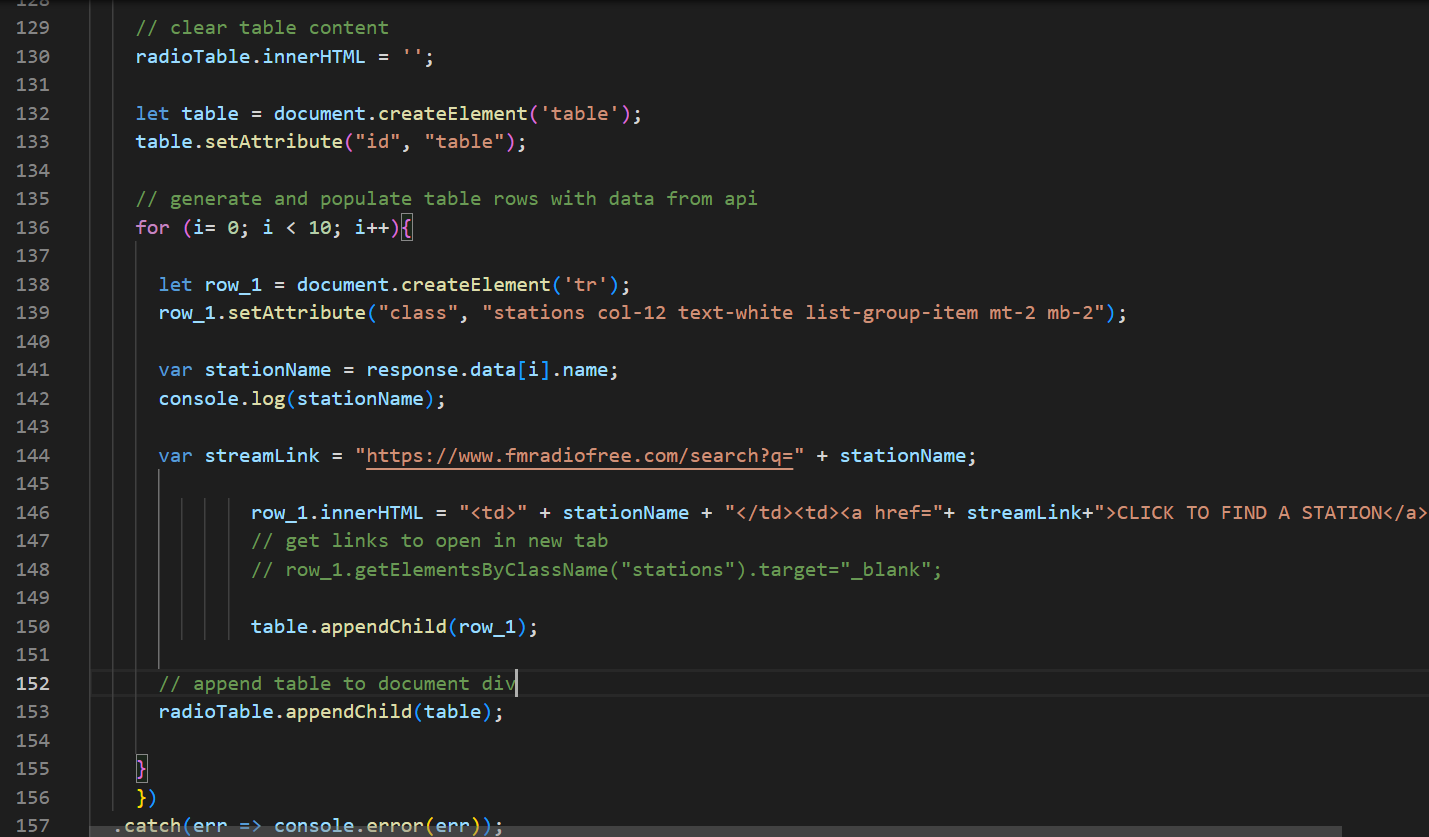 128
129 // clear table content
130 radioTable.innerHTML = '';
131
132 let table = document.createElement('table');
133 table.setAttribute("id", "table");
134
135 // generate and populate table rows with data from api
136 for (i= 0; i < 10; i++){
137
138 let row_1 = document.createElement('tr');
139 row_1.setAttribute("class", "stations col-12 text-white list-group-item mt-2 mb-2");
140
141 var stationName = response.data[i].name;
142 console.log(stationName);
143
144 var streamLink = "https://www.fmradiofree.com/search?q=" + stationName;
145
146 row_1.innerHTML = "<td>" + stationName + "</td><td><a href="+ streamLink+">CLICK TO FIND A STATION</a>
147 // get links to open in new tab
148 // row_1.getElementsByClassName("stations").target="_blank";
149
150 table.appendChild(row_1);
151
152 // append table to document div
153 radioTable.appendChild(table);
154
155 }
156 })
157 .catch(err => console.error(err));